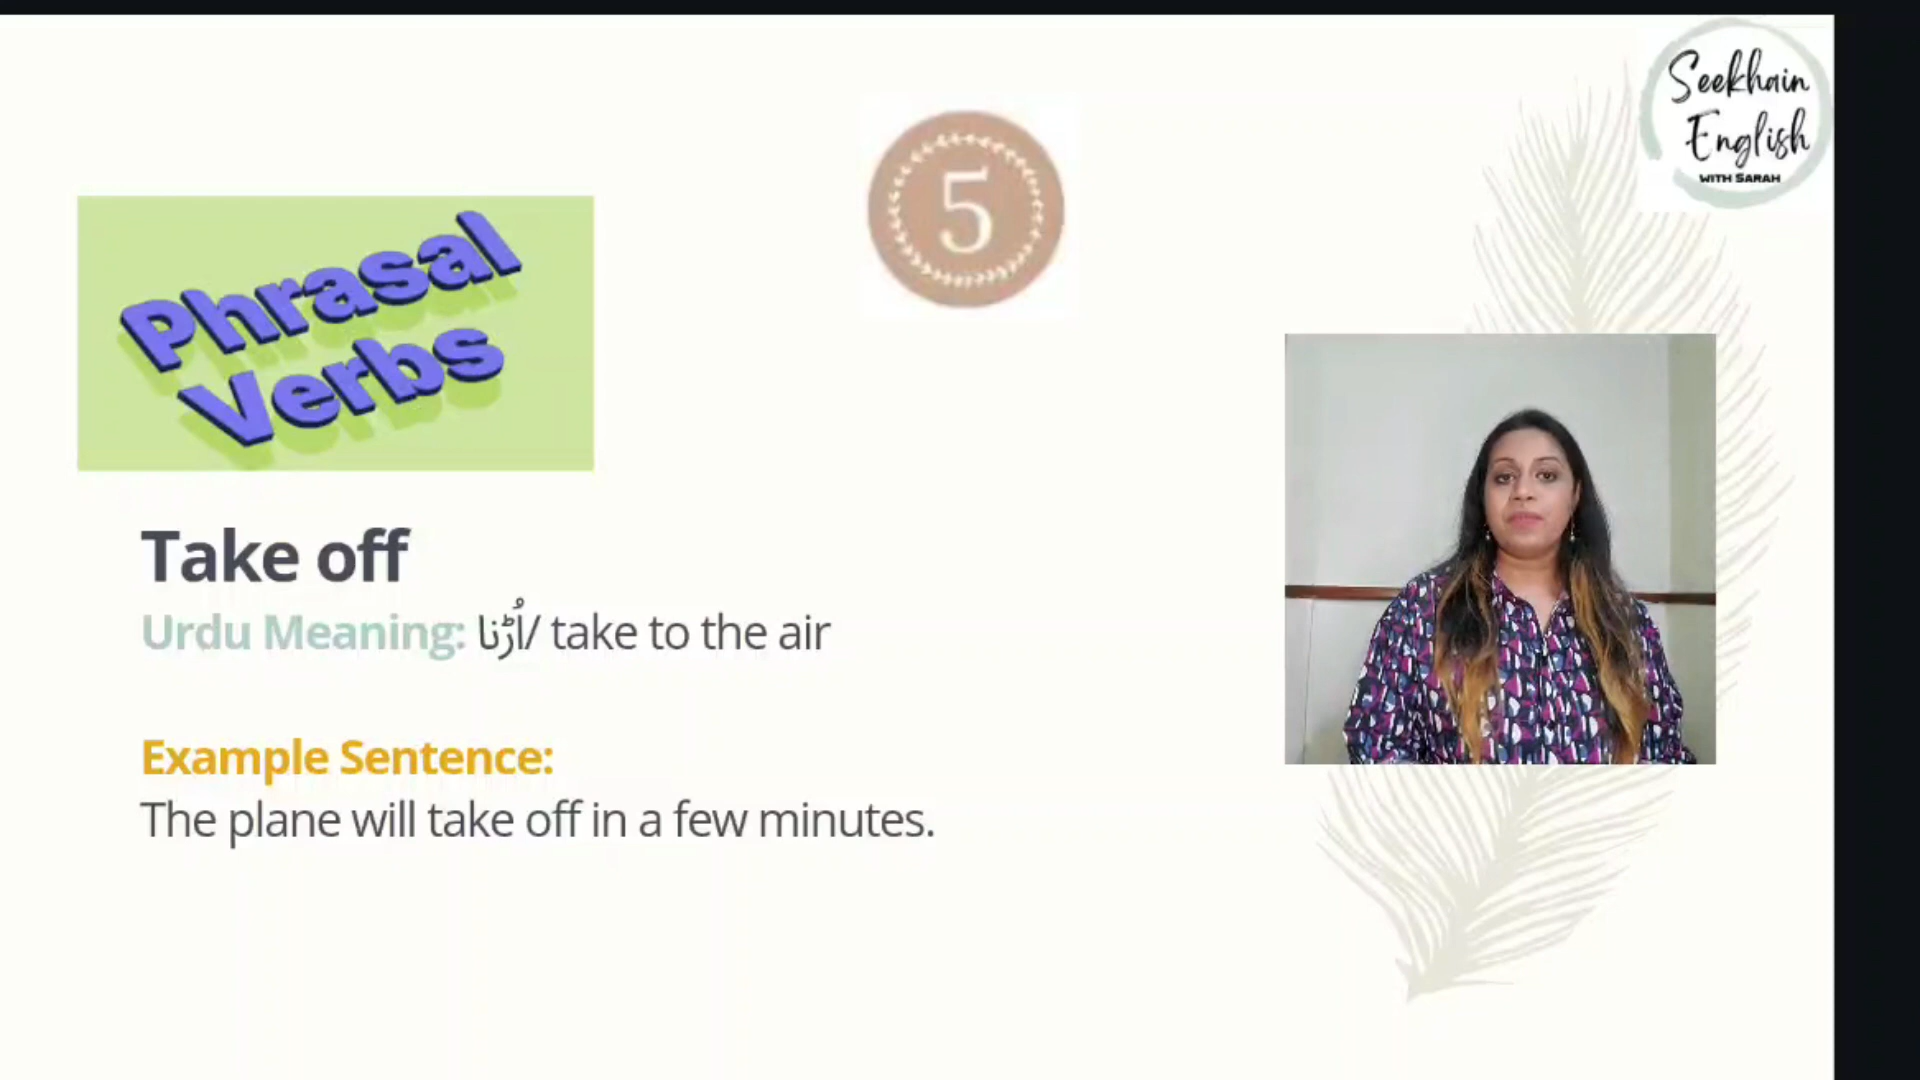 Seekhain
English
WITH SARAH
5
Phrasal
Verbs
Take off
Urdu Meaning: اُڑنا/ take to the air
Example Sentence:
The plane will take off in a few minutes.